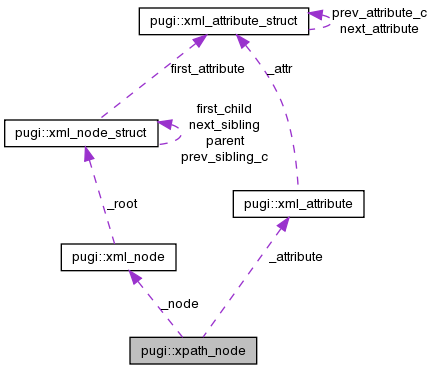 pugi::xml_attribute_struct
prev_attribute_c
next_attribute
first_attribute
_attr
first_child
next_sibling
parent
prev_sibling_c
pugi::xml_node_struct
_root
pugi::xml_attribute
pugi::xml_node
_attribute
_node
pugi::xpath_node